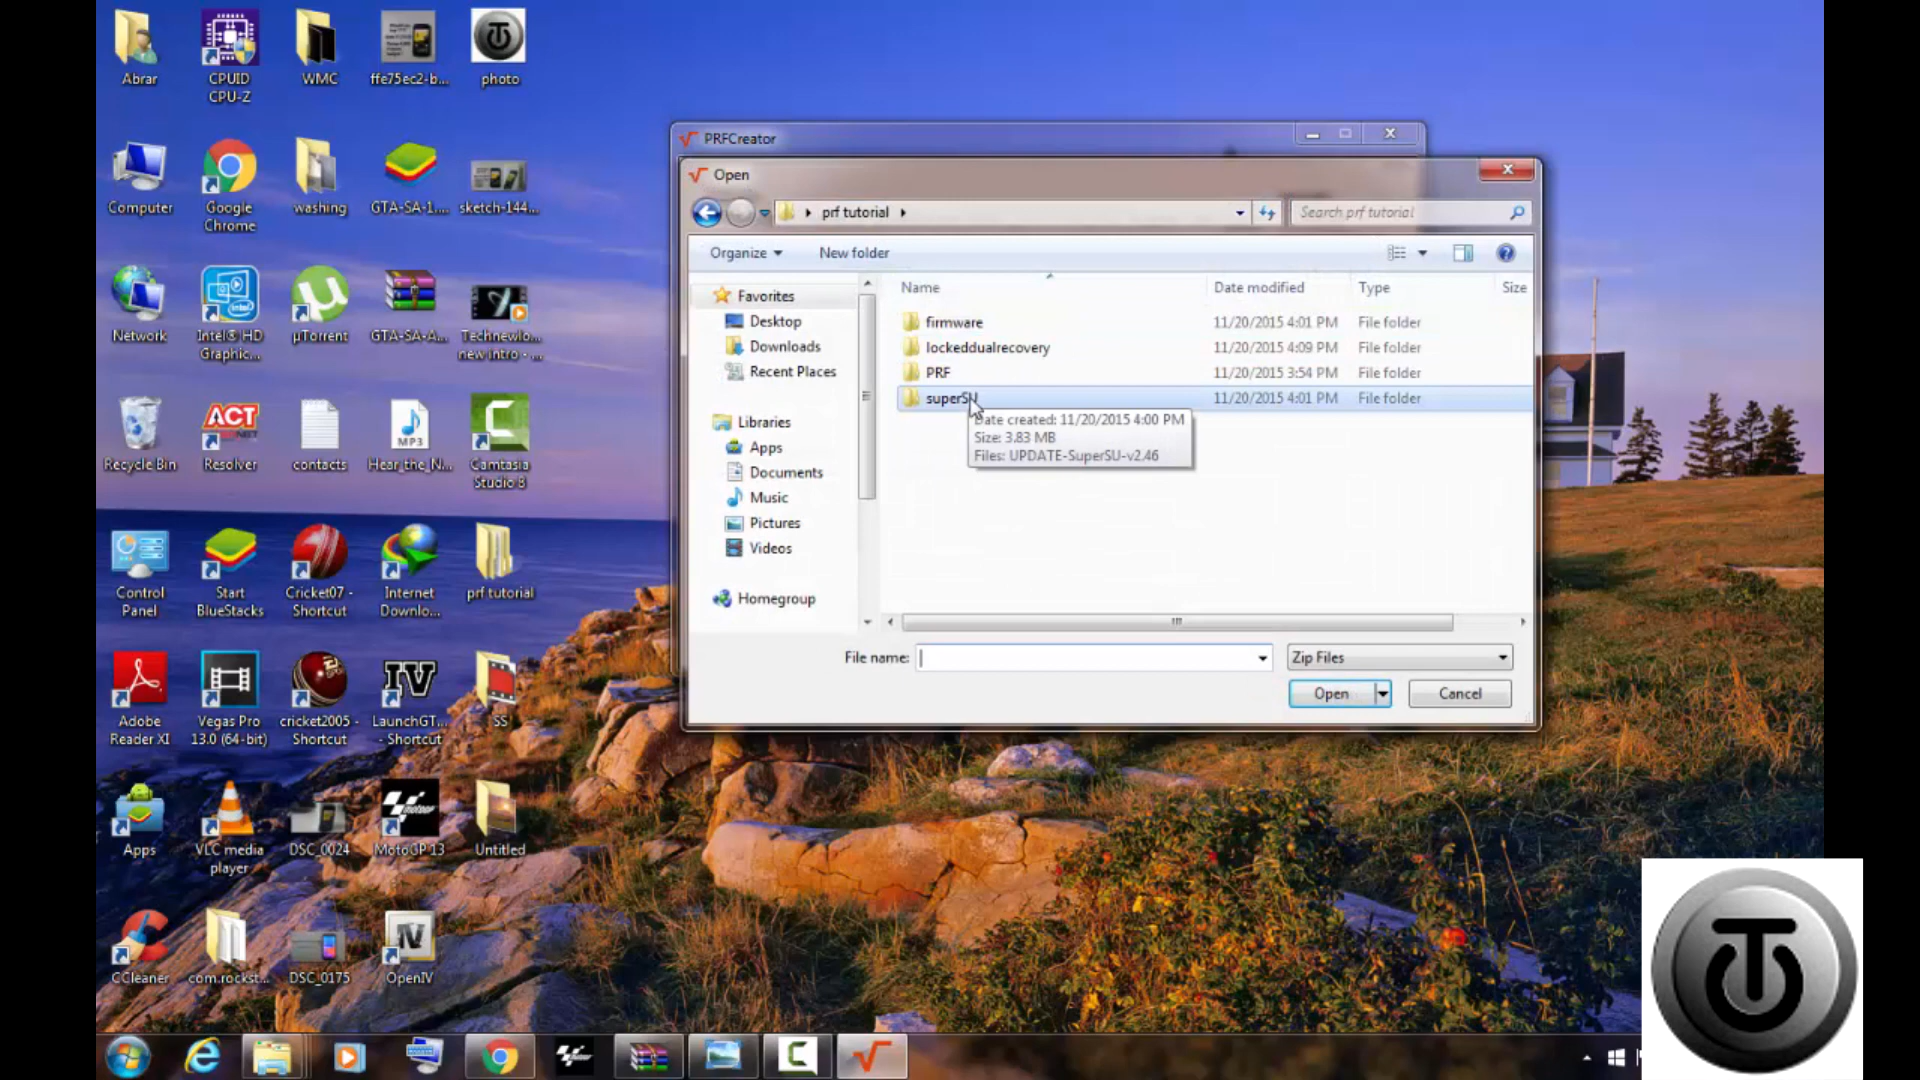 Abrar
CPUID
CPU-Z
WMC
ffe75ec2-b...
photo
Computer
Google
Chrome
washing
GTA-SA-1....
sketch-144...
Network
Intel® HD
Graphic...
µTorrent
GTA-SA-A...
Technewlo...
new intro - ...
Recycle Bin
ACT
Resolver
contacts
MP3
Hear_the_N...
Camtasia
Studio 8
Control
Panel
Start
BlueStacks
Cricket07 -
Shortcut
Internet
Downlo...
prf tutorial
Adobe
Reader XI
Vegas Pro
13.0 (64-bit)
cricket2005 -
Shortcut
IV
LaunchGT...
- Shortcut
SS
Apps
VLC media
player
DSC_0024
MotoGP 13
Untitled
CCleaner
com.rockst...
DSC_0175
IV
OpenIV
PRFCreator
Open
prf tutorial
Search prf tutorial
Organize
New folder
Name
Date modified
Type
Size
Favorites
Desktop
Downloads
Recent Places
Libraries
Apps
Documents
Music
Pictures
Videos
Homegroup
firmware 11/20/2015 4:01 PM File folder
lockeddualrecovery 11/20/2015 4:09 PM File folder
PRF 11/20/2015 3:54 PM File folder
superSU 11/20/2015 4:01 PM File folder
Date created: 11/20/2015 4:00 PM
Size: 3.83 MB
Files: UPDATE-SuperSU-v2.46
File name:
Zip Files
Open
Cancel